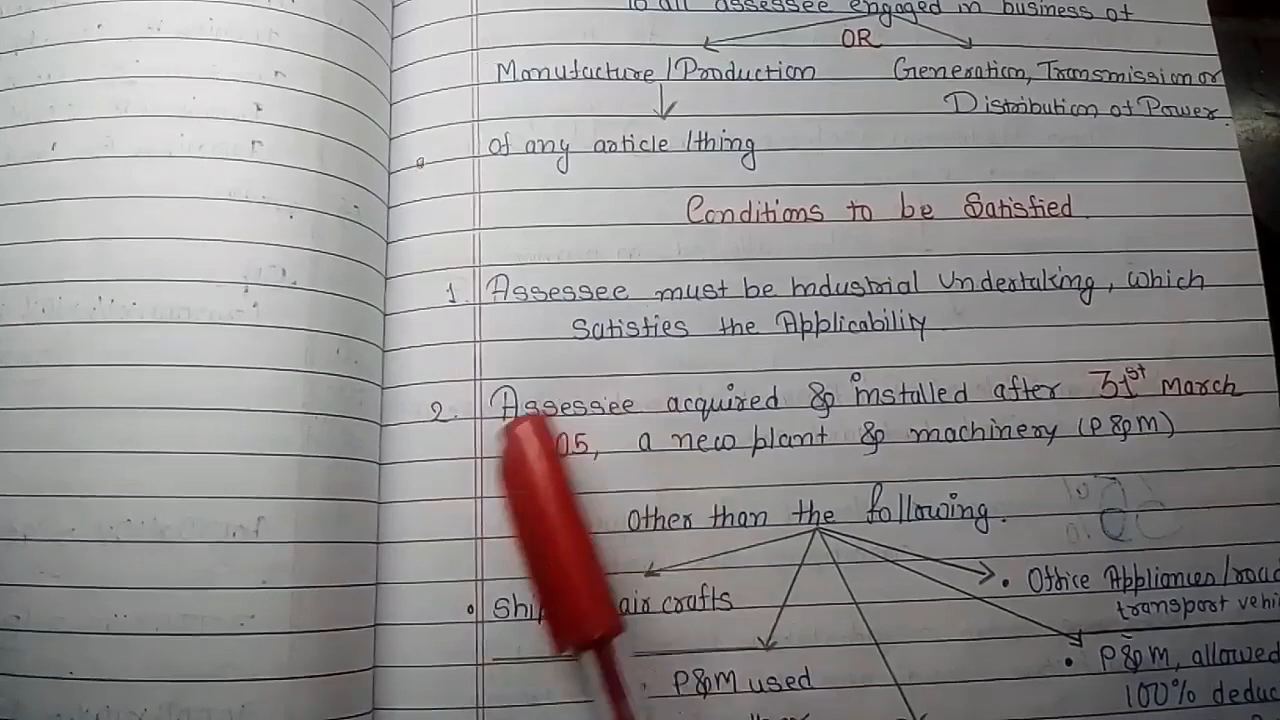 to all assessee engaged in business of
OR
Manufacture / Production
Generation, Transmission or
Distribution of Power.
of any article / thing
Conditions to be Satisfied
1. Assessee must be Industrial Undertaking, which
Satisfies the Applicability
2. Assessee acquired & installed after 31st March
05, a new plant & machinery (P&M)
Other than the following.
• Office Appliances / road
transport
• air crafts
• P&M, allowed
P&M used
100%